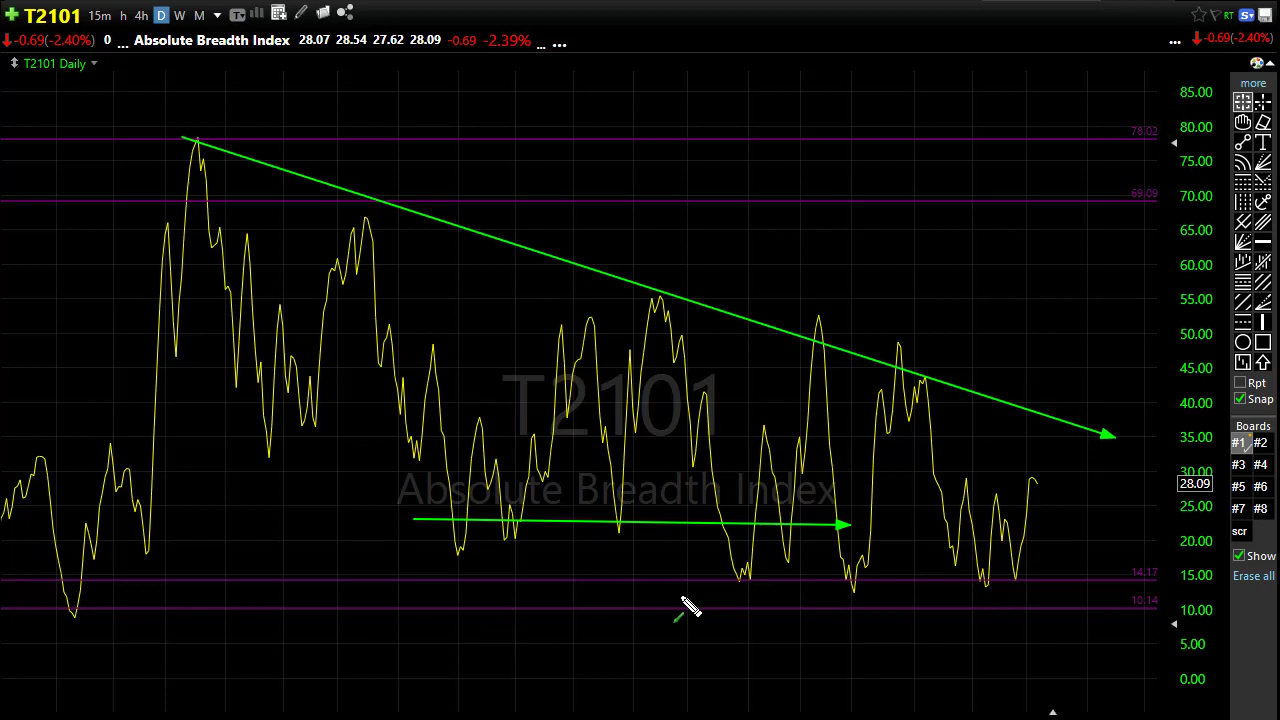 T2101 15m h 4h D W M T RT S
-0.69(-2.40%) 0 ... Absolute Breadth Index 28.07 28.54 27.62 28.09 -0.69 -2.39% ... ... ... -0.69(-2.40%)
T2101 Daily
more
85.00
80.00
78.02
75.00
70.00
69.09
65.00
60.00
55.00
50.00
45.00
40.00
35.00
30.00
28.09
25.00
20.00
15.00
14.17
10.00
10.14
5.00
0.00
T2101
Absolute Breadth Index
T
Rpt
Snap
Boards
#1 #2
#3 #4
#5 #6
#7 #8
scr
Show
Erase all